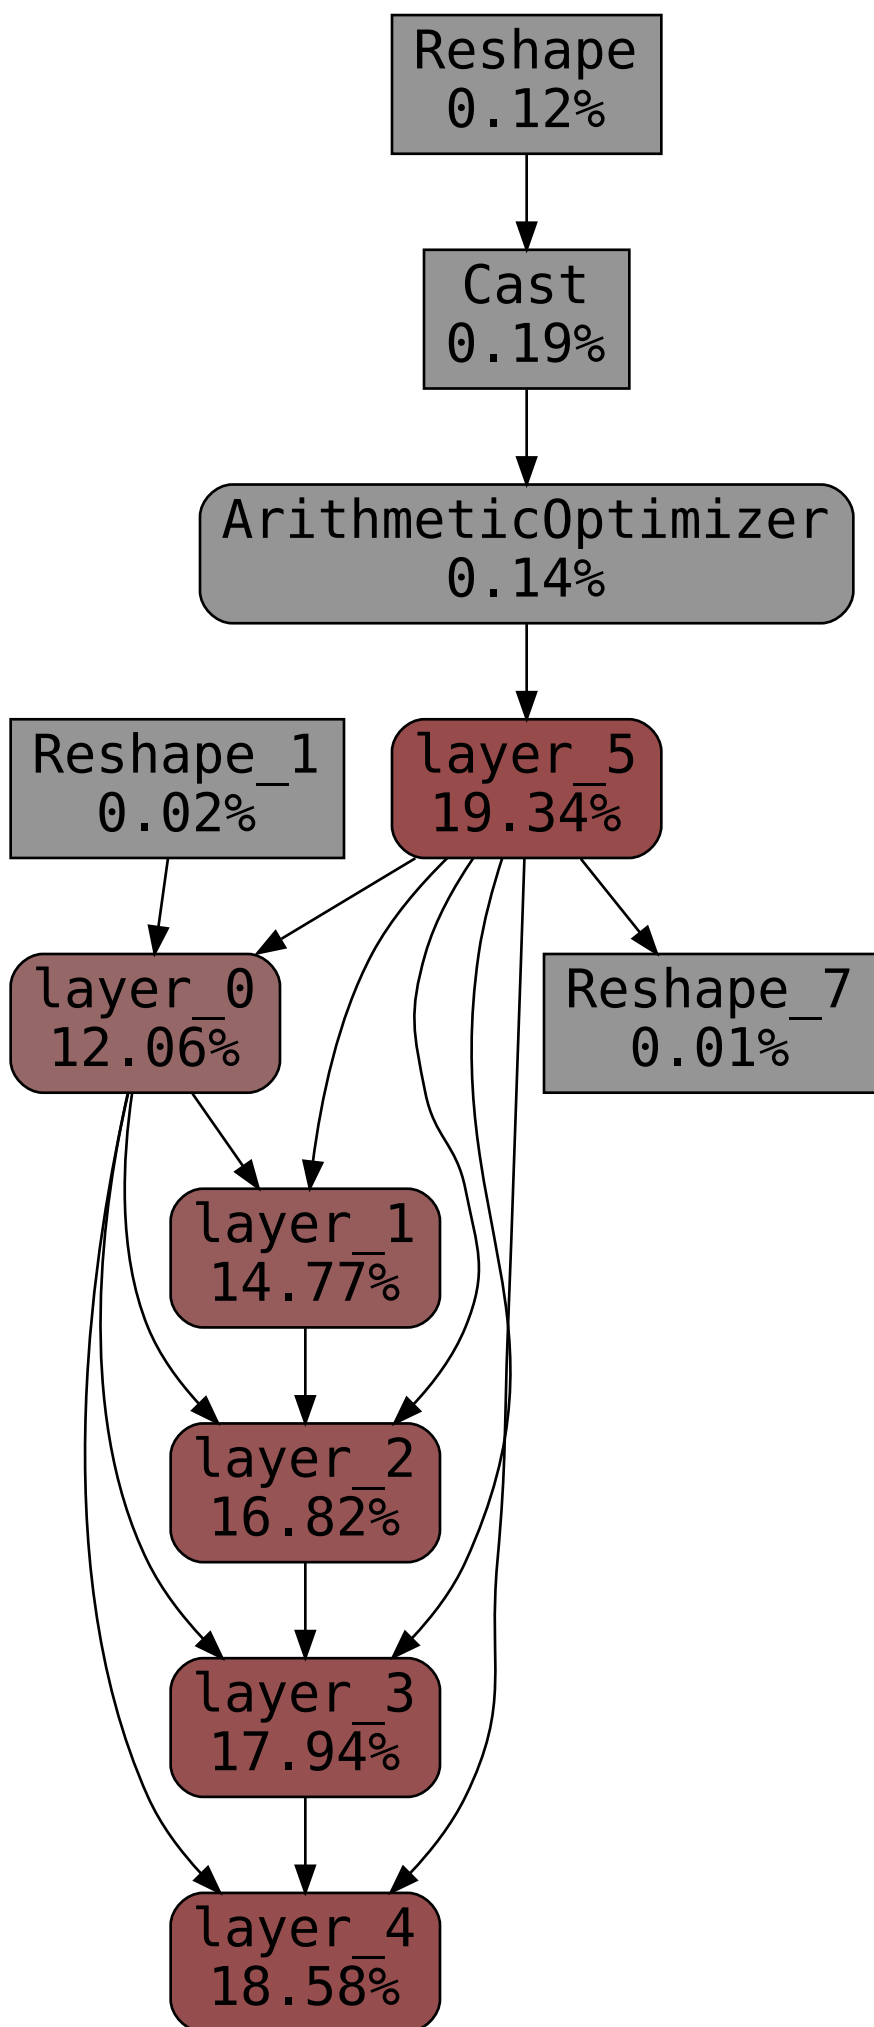 Reshape
0.12%
Cast
0.19%
ArithmeticOptimizer
0.14%
Reshape_1
0.02%
layer_5
19.34%
layer_0
12.06%
Reshape_7
0.01%
layer_1
14.77%
layer_2
16.82%
layer_3
17.94%
layer_4
18.58%